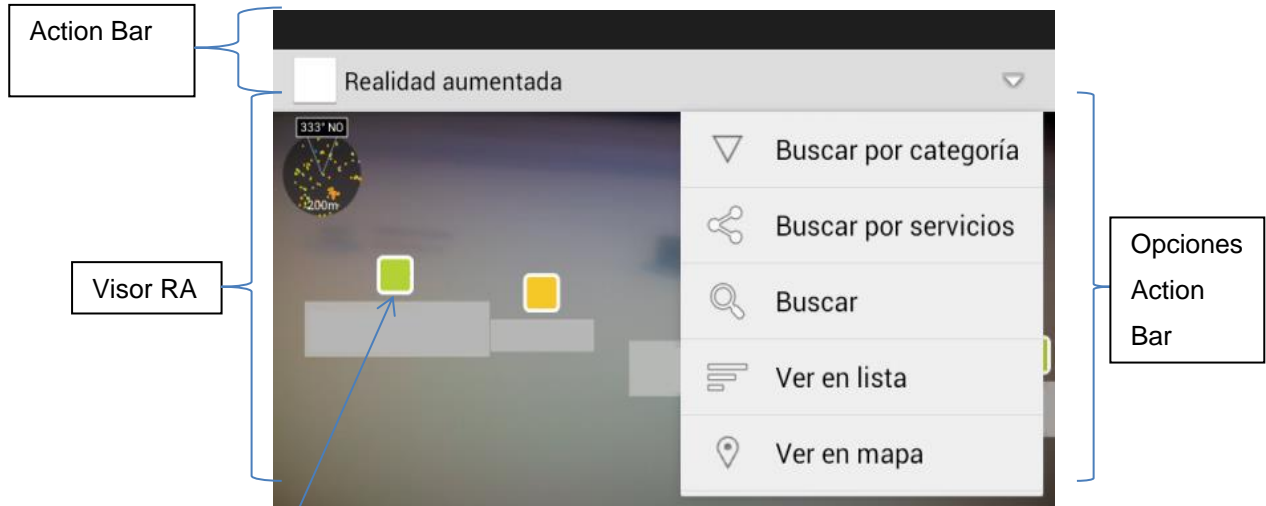 Action Bar
Realidad aumentada
333° NO
200m
Buscar por categoría
Buscar por servicios
Buscar
Ver en lista
Ver en mapa
Visor RA
Opciones
Action
Bar